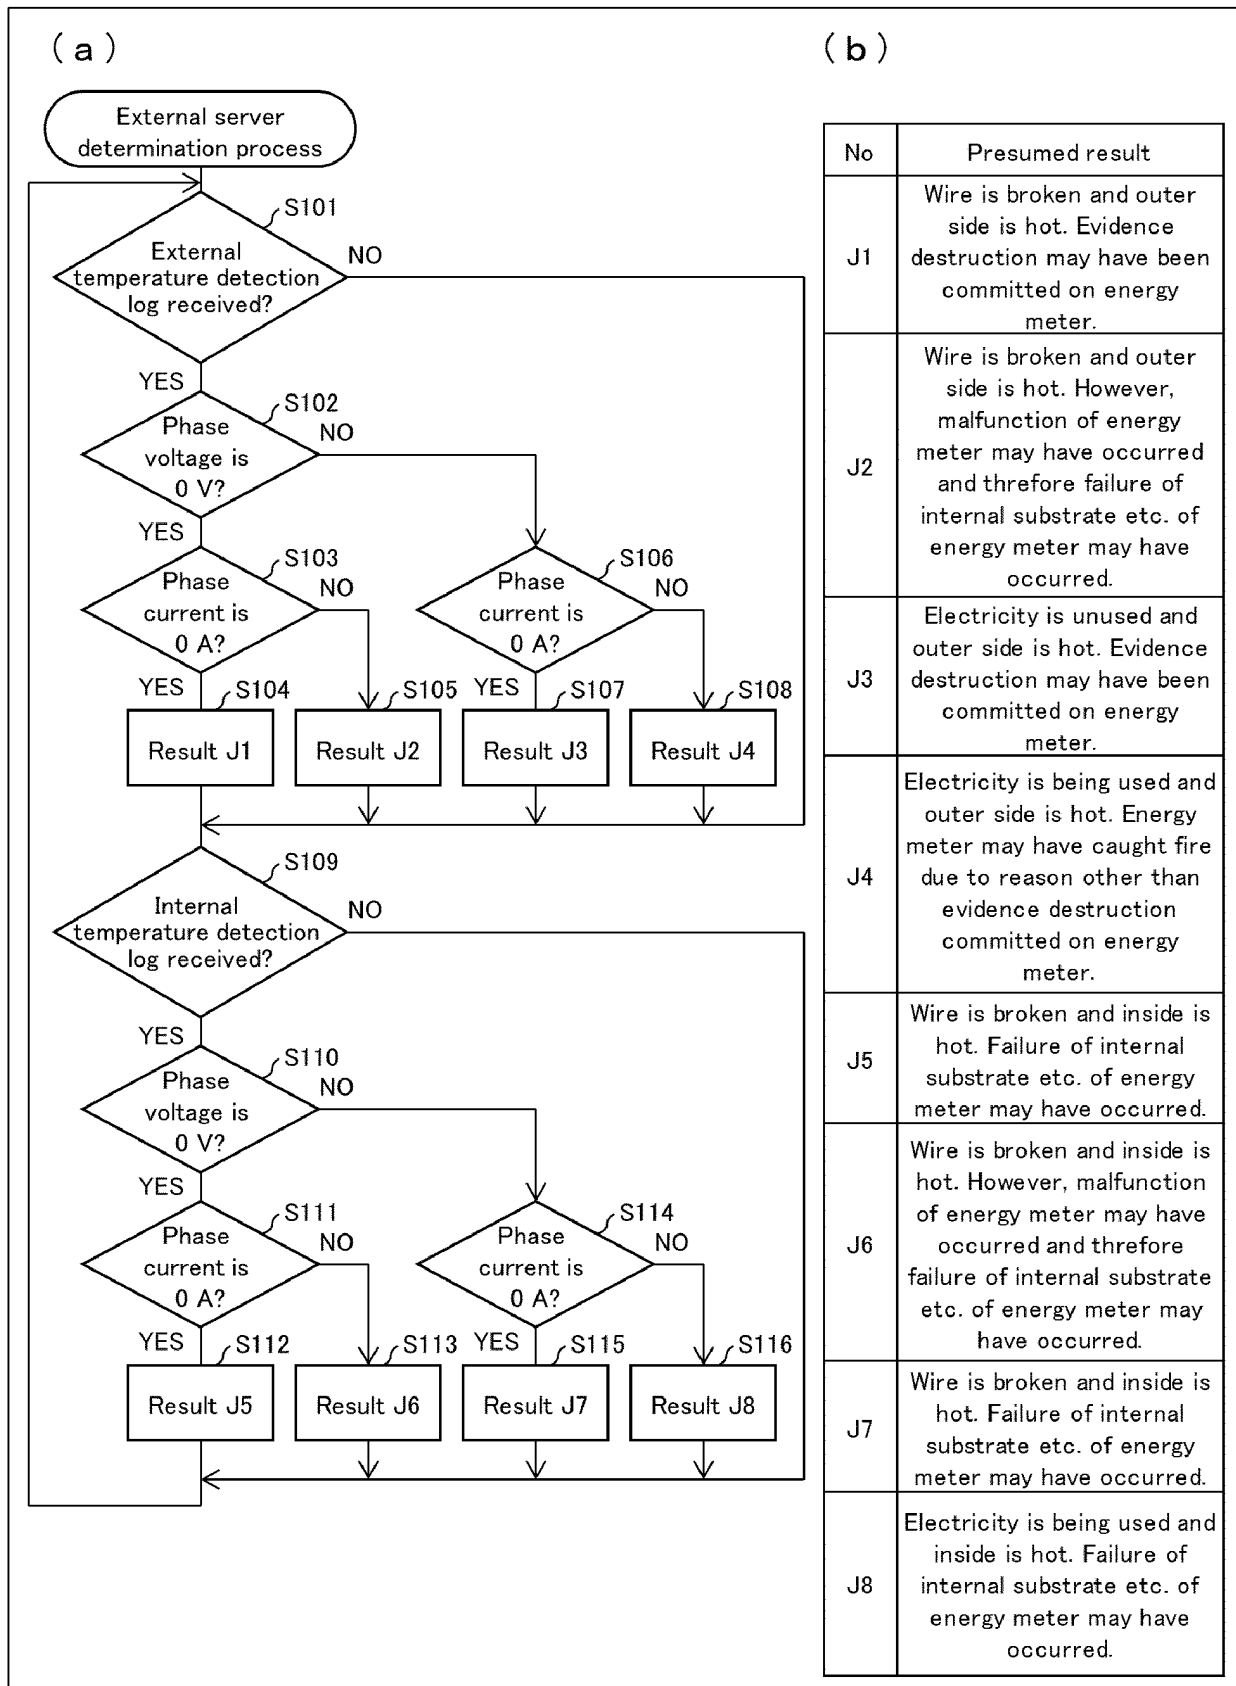 (a)
External server
determination process
S101
External
temperature detection
log received?
NO
YES
S102
Phase
voltage is
0 V?
NO
YES
S103
Phase
current is
0 A?
NO
S106
Phase
current is
0 A?
NO
YES
S104
S105
YES
S107
S108
Result J1
Result J2
Result J3
Result J4
S109
Internal
temperature detection
log received?
NO
YES
S110
Phase
voltage is
0 V?
NO
YES
S111
Phase
current is
0 A?
NO
S114
Phase
current is
0 A?
NO
YES
S112
S113
YES
S115
S116
Result J5
Result J6
Result J7
Result J8
(b)
No
Presumed result
J1
Wire is broken and outer
side is hot. Evidence
destruction may have been
committed on energy
meter.
J2
Wire is broken and outer
side is hot. However,
malfunction of energy
meter may have occurred
and threfore failure of
internal substrate etc. of
energy meter may have
occurred.
J3
Electricity is unused and
outer side is hot. Evidence
destruction may have been
committed on energy
meter.
J4
Electricity is being used and
outer side is hot. Energy
meter may have caught fire
due to reason other than
evidence destruction
committed on energy
meter.
J5
Wire is broken and inside is
hot. Failure of internal
substrate etc. of energy
meter may have occurred.
J6
Wire is broken and inside is
hot. However, malfunction
of energy meter may have
occurred and threfore
failure of internal substrate
etc. of energy meter may
have occurred.
J7
Wire is broken and inside is
hot. Failure of internal
substrate etc. of energy
meter may have occurred.
J8
Electricity is being used and
inside is hot. Failure of
internal substrate etc. of
energy meter may have
occurred.